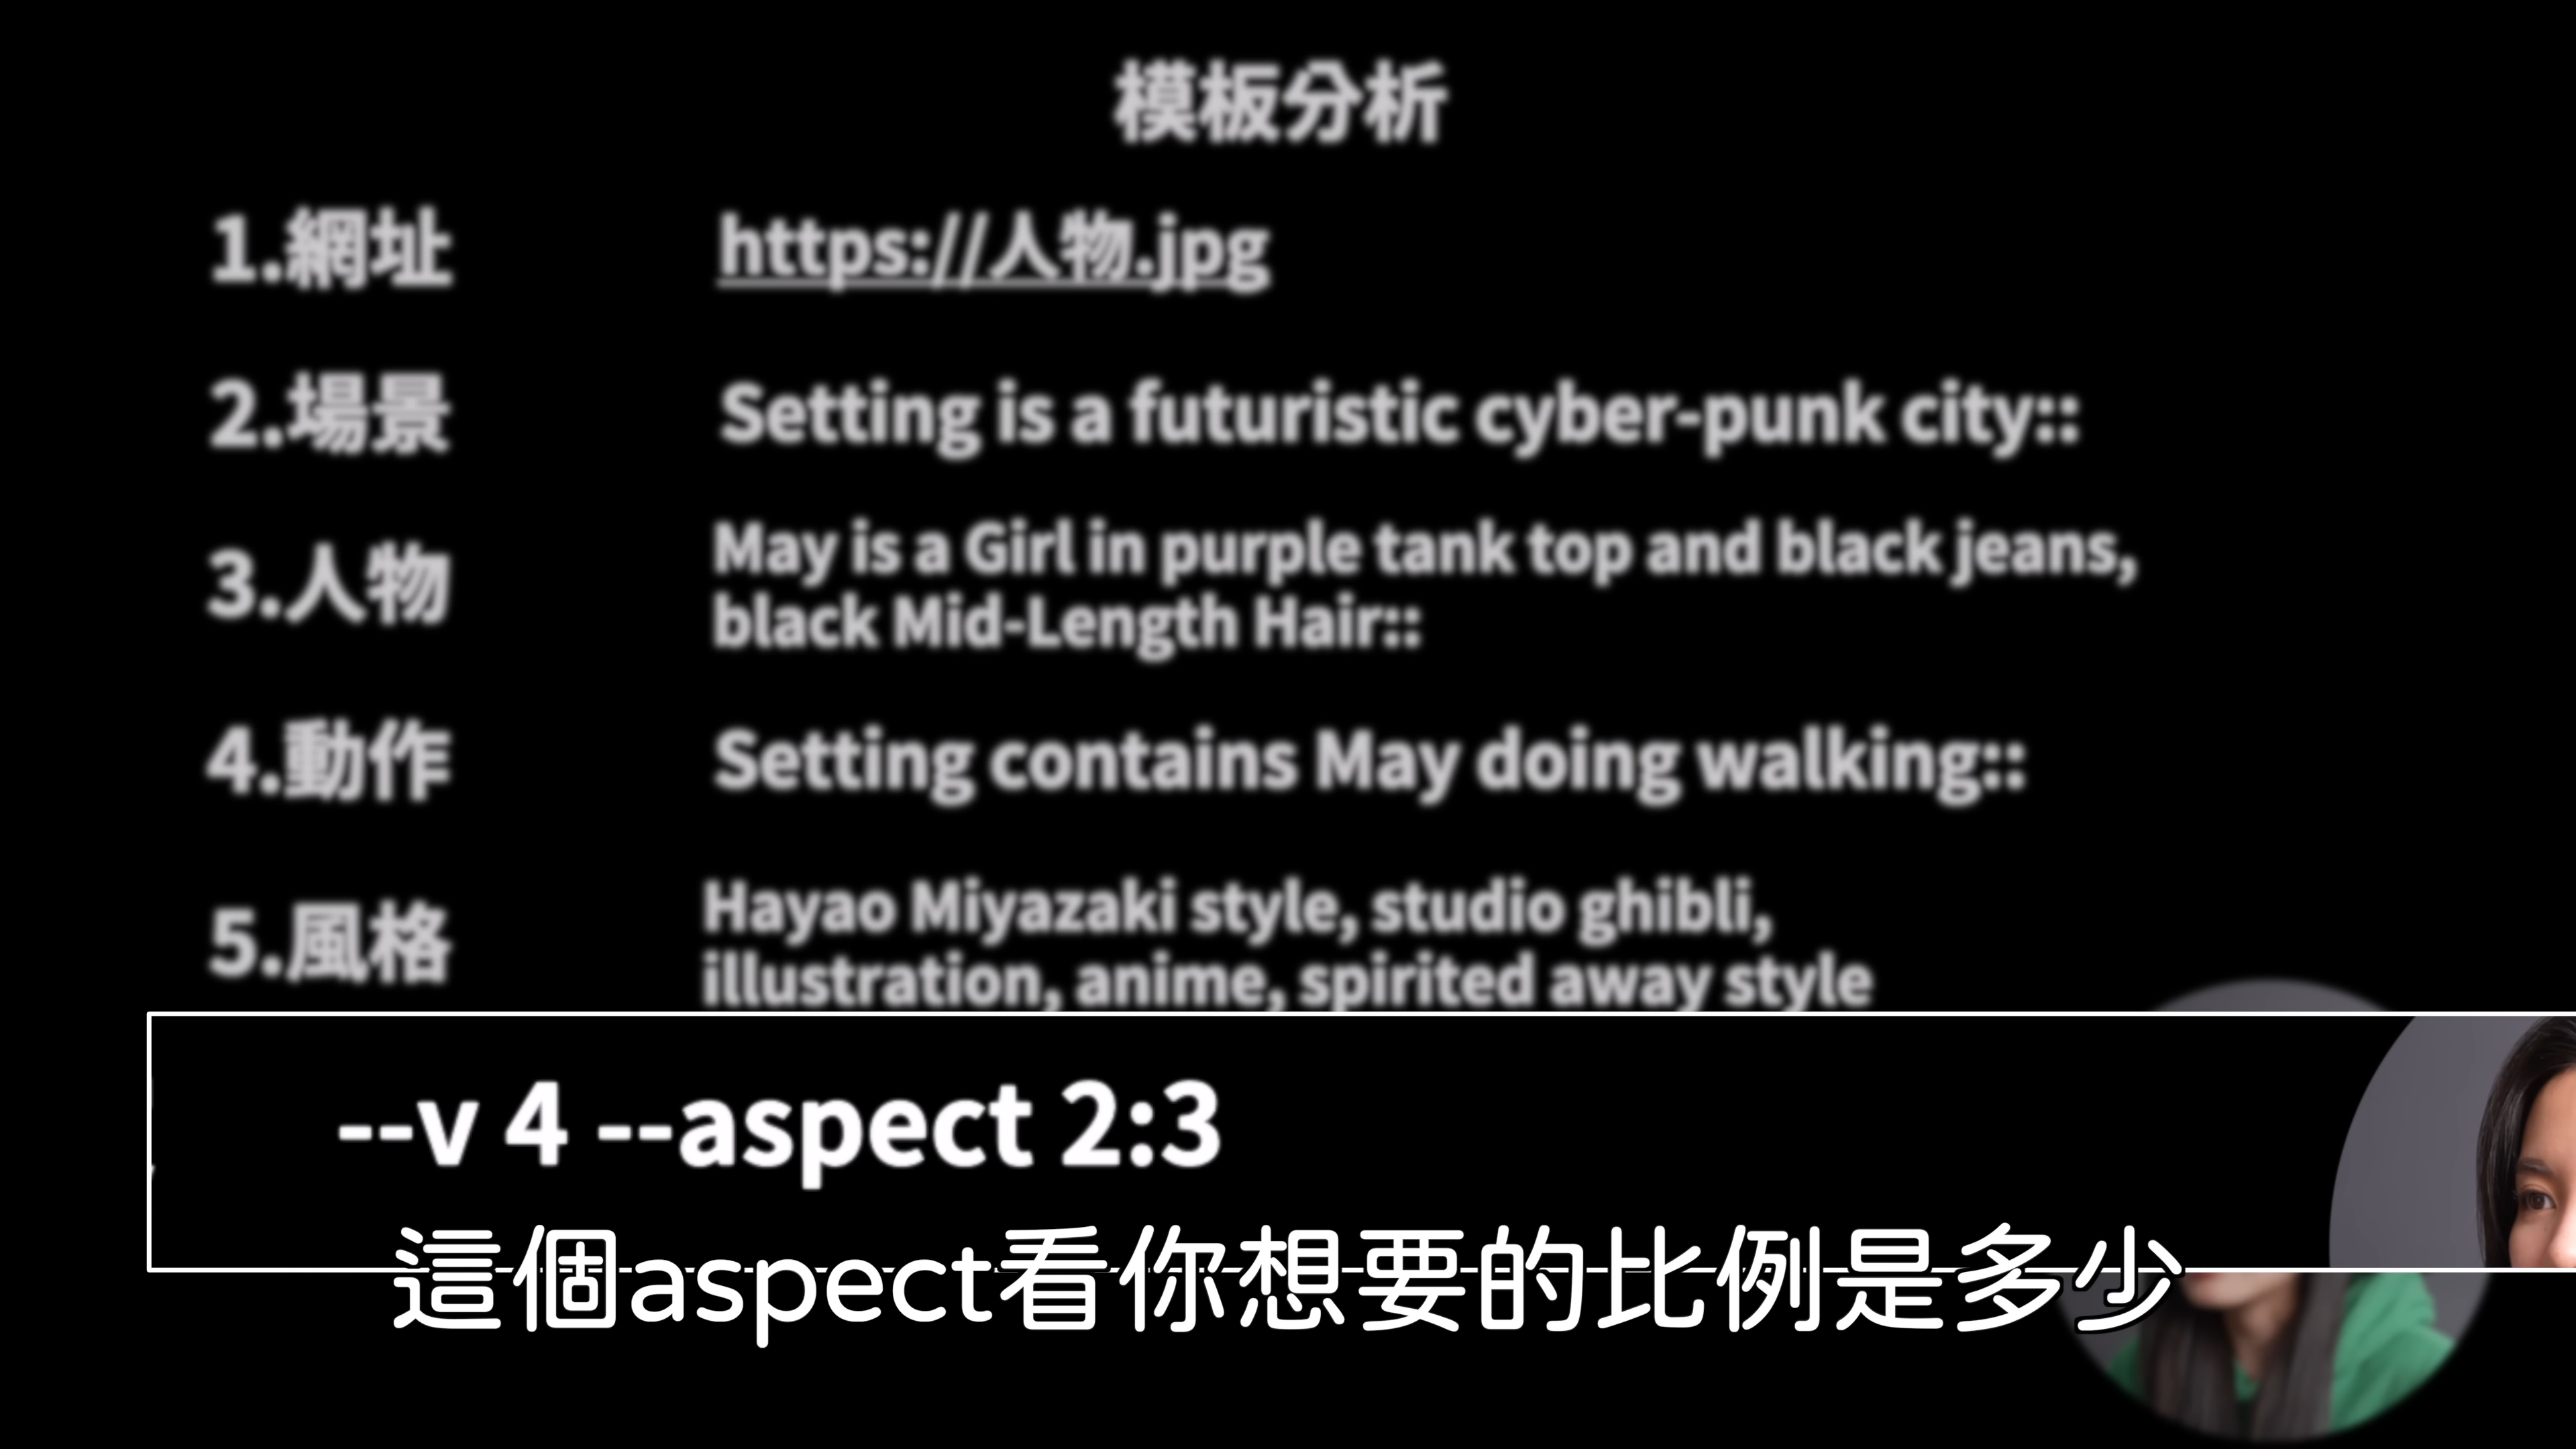 模板分析
1.網址 https://人物.jpg
2.場景 Setting is a futuristic cyber-punk city::
3.人物 May is a Girl in purple tank top and black jeans,
black Mid-Length Hair::
4.動作 Setting contains May doing walking::
5.風格 Hayao Miyazaki style, studio ghibli,
illustration, anime, spirited away style
--v 4 --aspect 2:3
這個aspect看你想要的比例是多少